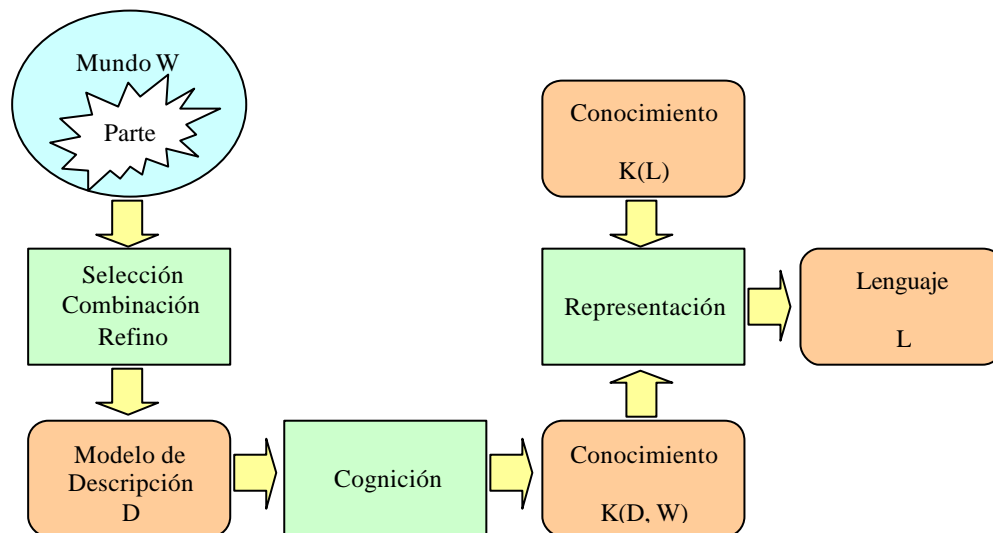 Mundo W
Parte
Selección
Combinación
Refino
Modelo de
Descripción
D
Cognición
Conocimiento
K(D, W)
Conocimiento
K(L)
Representación
Lenguaje
L